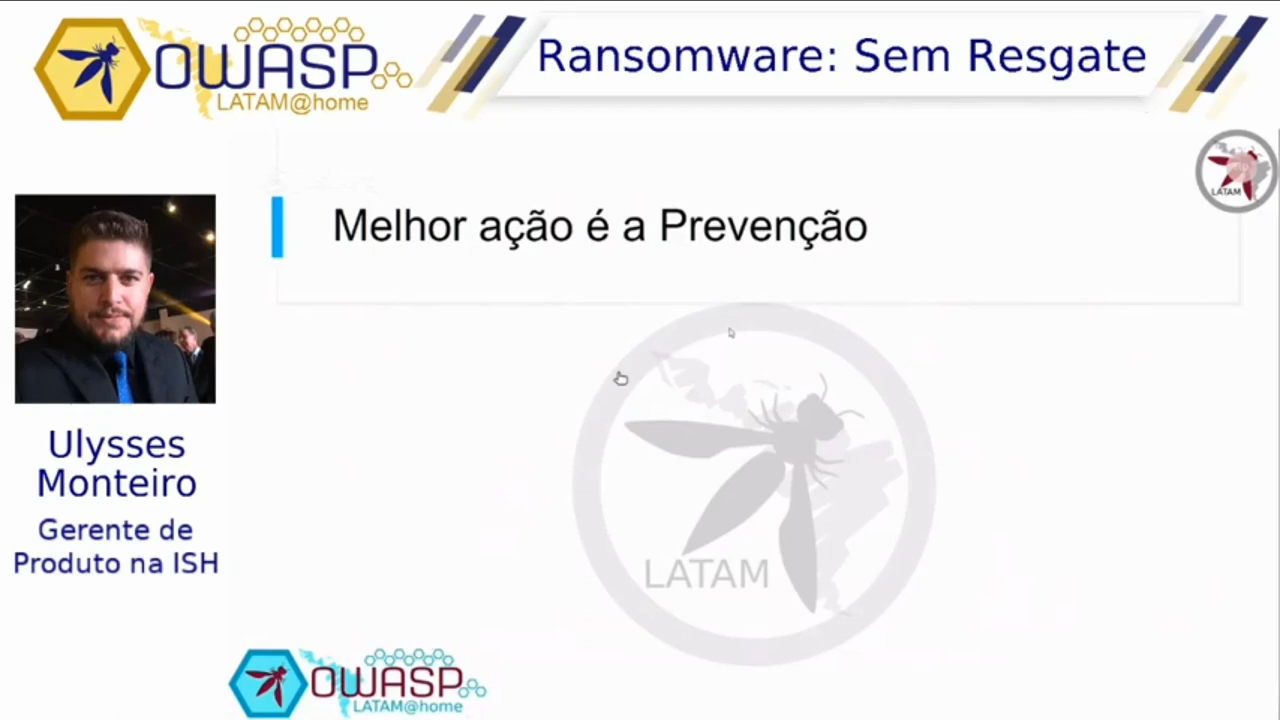 OWASP
LATAM@home
Ransomware: Sem Resgate
LATAM
Melhor ação é a Prevenção
Ulysses
Monteiro
Gerente de
Produto na ISH
LATAM
OWASP
LATAM@home